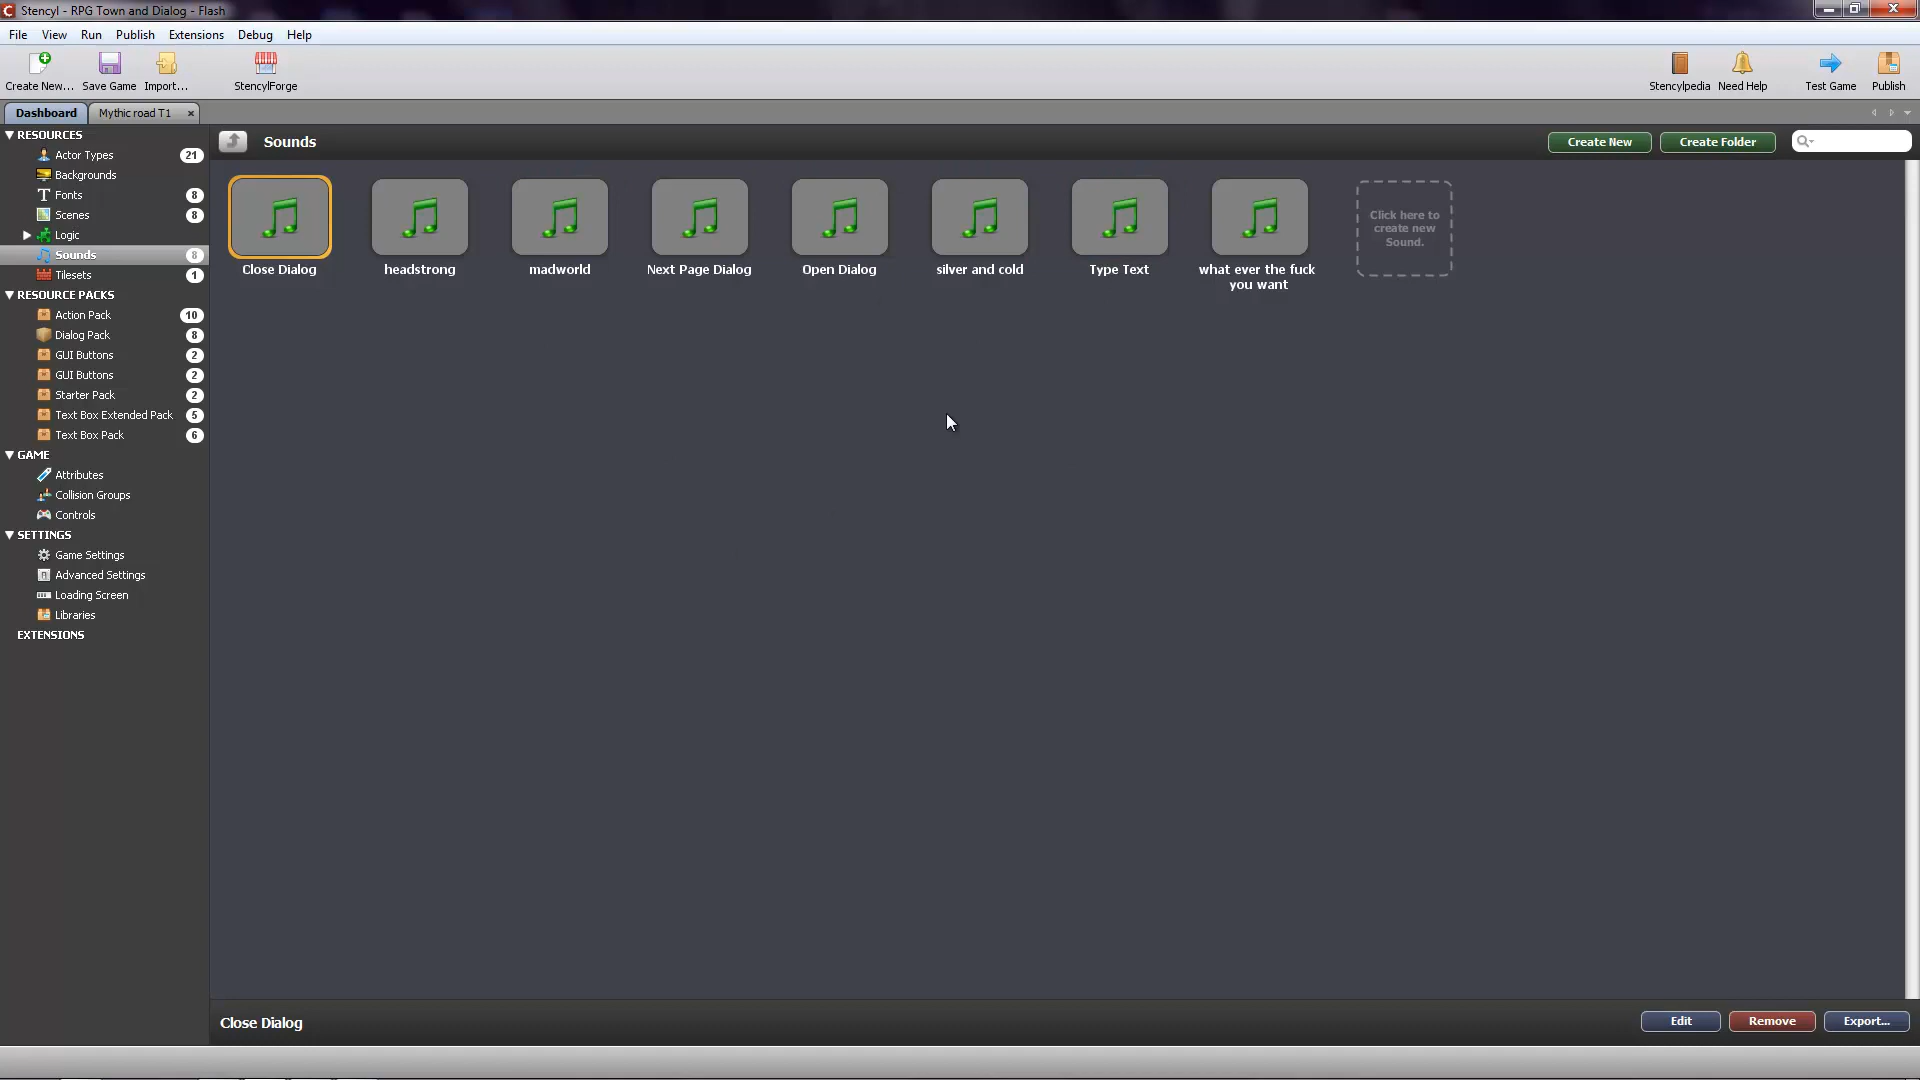 Stencyl - RPG Town and Dialog - Flash
File View Run Publish Extensions Debug Help
Create New... Save Game Import... StencylForge Stencylpedia Need Help Test Game Publish
Dashboard Mythic road T1
RESOURCES
Actor Types 21
Backgrounds
Fonts 8
Scenes 8
Logic
Sounds 8
Tilesets 1
RESOURCE PACKS
Action Pack 10
Dialog Pack 8
GUI Buttons 2
GUI Buttons 2
Starter Pack 2
Text Box Extended Pack 5
Text Box Pack 6
GAME
Attributes
Collision Groups
Controls
SETTINGS
Game Settings
Advanced Settings
Loading Screen
Libraries
EXTENSIONS
Sounds Create New Create Folder
Close Dialog
headstrong
madworld
Next Page Dialog
Open Dialog
silver and cold
Type Text
what ever the fuck
you want
Click here to
create new
Sound.
Close Dialog Edit Remove Export...